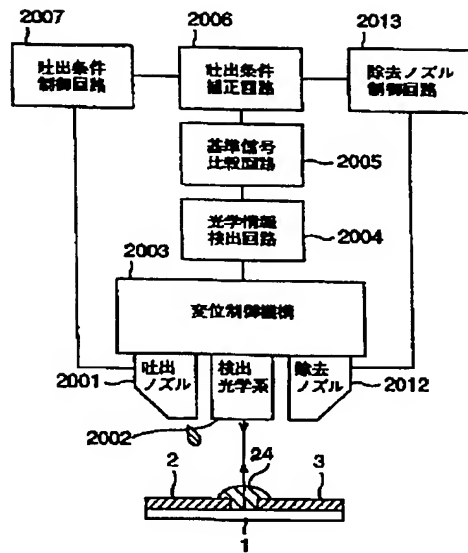 2007
2006
2013
吐出条件
制御回路
吐出条件
補正回路
除去ノズル
制御回路
基準信号
比較回路
2005
光学情報
検出回路
2004
2003
変位制御機構
2001
吐出
ノズル
検出
光学系
除去
ノズル
2012
2002
2
24
3
1